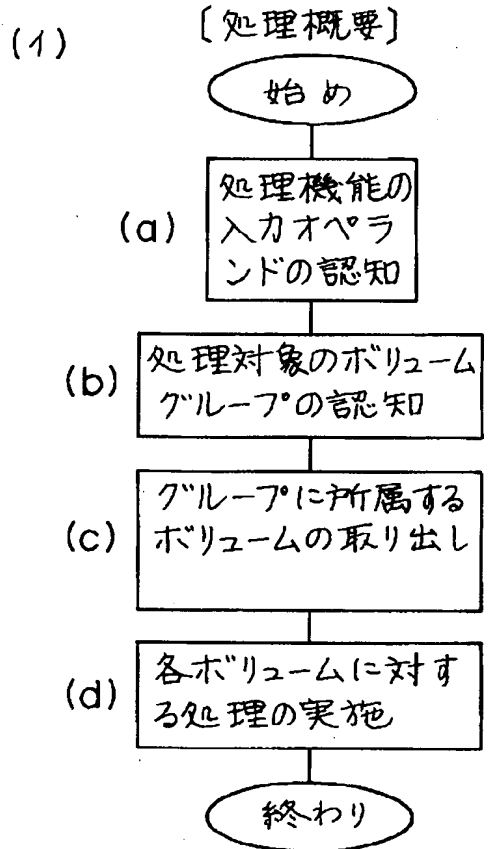 (イ)
[処理概要]
始め
(a)
処理機能の
入力オペラ
ンドの認知
(b)
処理対象のボリューム
グループの認知
(c)
グループに所属する
ボリュームの取り出し
(d)
各ボリュームに対す
る処理の実施
終わり